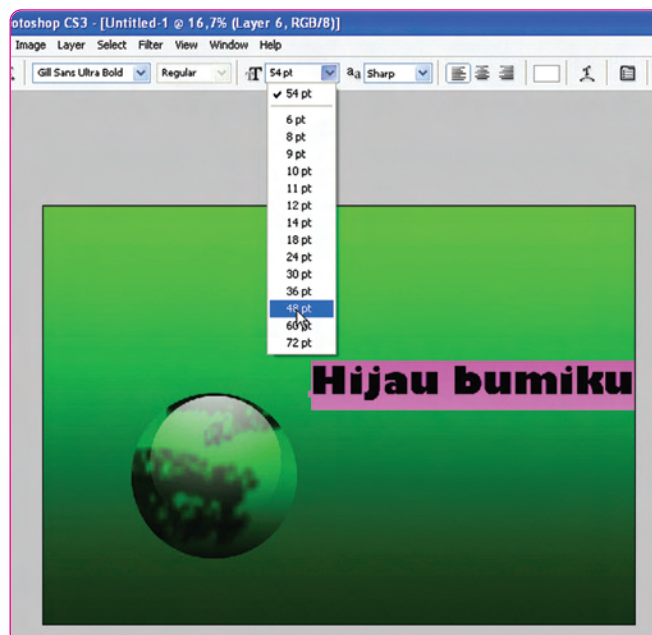 otoshop CS3 - [Untitled-1 @ 16,7% (Layer 6, RGB/8)]
Image Layer Select Filter View Window Help
Gill Sans Ultra Bold Regular T 54 pt aa Sharp
54 pt
6 pt
8 pt
9 pt
10 pt
11 pt
12 pt
14 pt
18 pt
24 pt
30 pt
36 pt
48 pt
60 pt
72 pt
Hijau bumiku